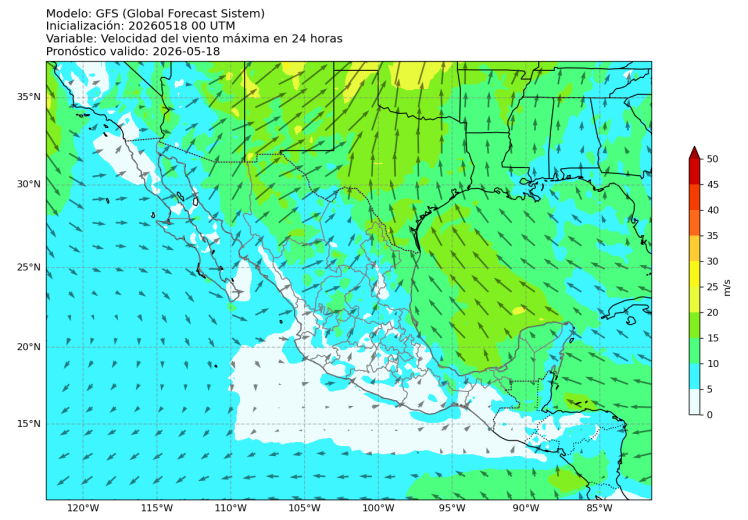 Modelo: GFS (Global Forecast Sistem)
Inicialización: 20260518 00 UTM
Variable: Velocidad del viento máxima en 24 horas
Pronóstico valido: 2026-05-18
35°N
30°N
25°N
20°N
15°N
120°W 115°W 110°W 105°W 100°W 95°W 90°W 85°W
50
45
40
35
30
25
20
15
10
5
0
m/s